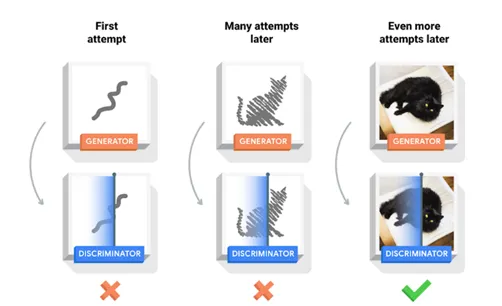 First
attempt
Many attempts
later
Even more
attempts later
GENERATOR
GENERATOR
GENERATOR
DISCRIMINATOR
DISCRIMINATOR
DISCRIMINATOR